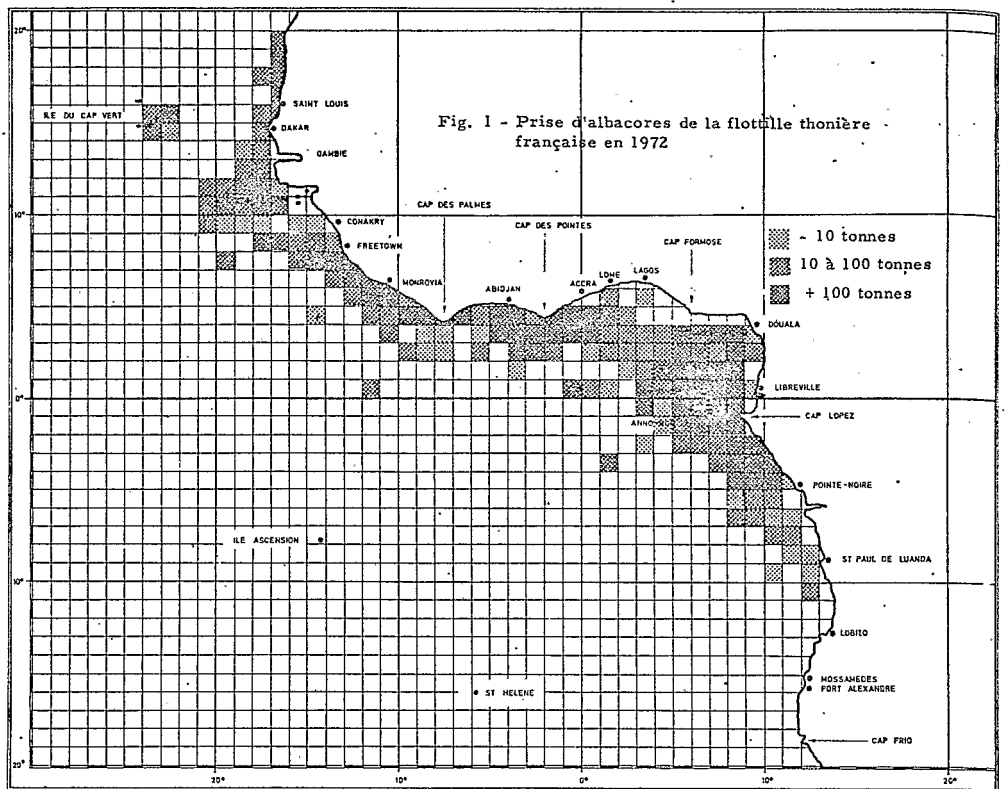 20°
SAINT LOUIS
ILE DU CAP VERT
DAKAR
Fig. I - Prise d'albacores de la flottille thonière
française en 1972
GAMBIE
CAP DES PALMES
10°
CONAKRY
CAP DES POINTES
FREETOWN
CAP FORMOSE
- 10 tonnes
10 à 100 tonnes
+ 100 tonnes
LOME
LAGOS
MONROVIA
ABIDJAN
ACCRA
DOUALA
LIBREVILLE
0°
CAP LOPEZ
ANNO
POINTE-NOIRE
ILE ASCENSION
ST PAUL DE LUANDA
10°
LOBITO
MOSSAMEDES
PORT ALEXANDRE
ST HELENE
CAP FRIO
20°
20°
10°
0°
10°
20°